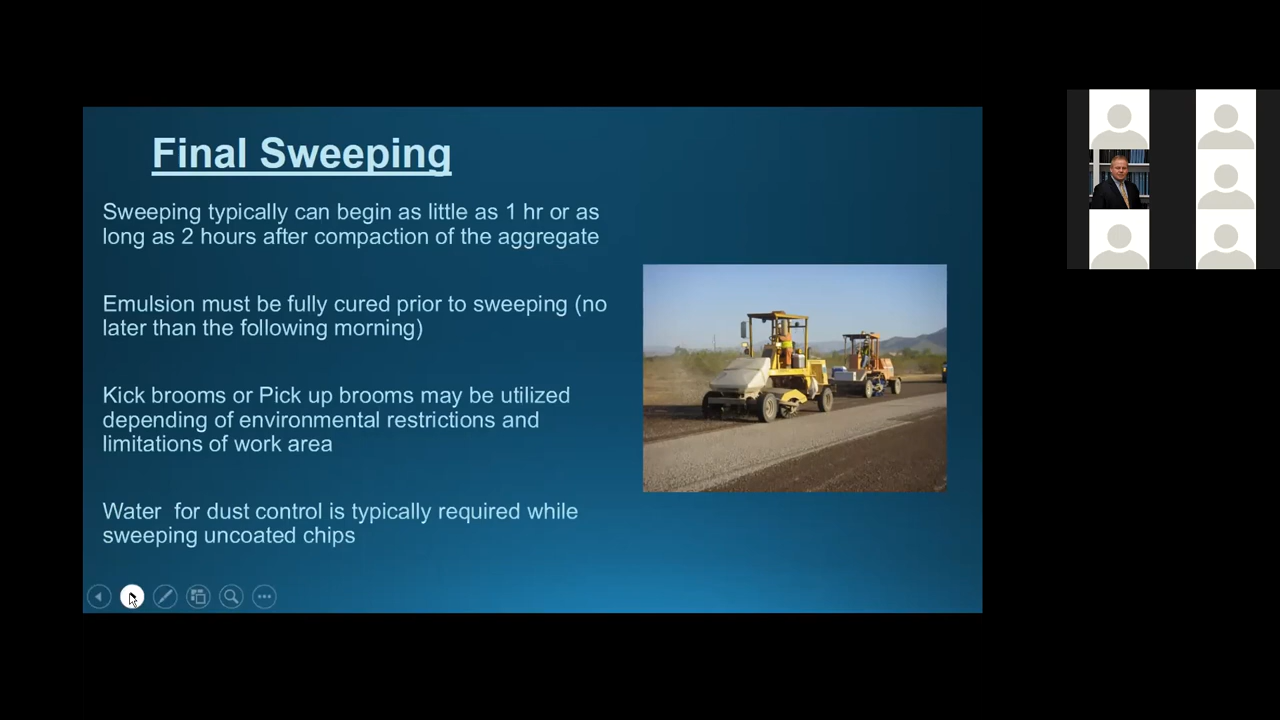 Final Sweeping
Sweeping typically can begin as little as 1 hr or as
long as 2 hours after compaction of the aggregate
Emulsion must be fully cured prior to sweeping (no
later than the following morning)
Kick brooms or Pick up brooms may be utilized
depending of environmental restrictions and
limitations of work area
Water  for dust control is typically required while
sweeping uncoated chips